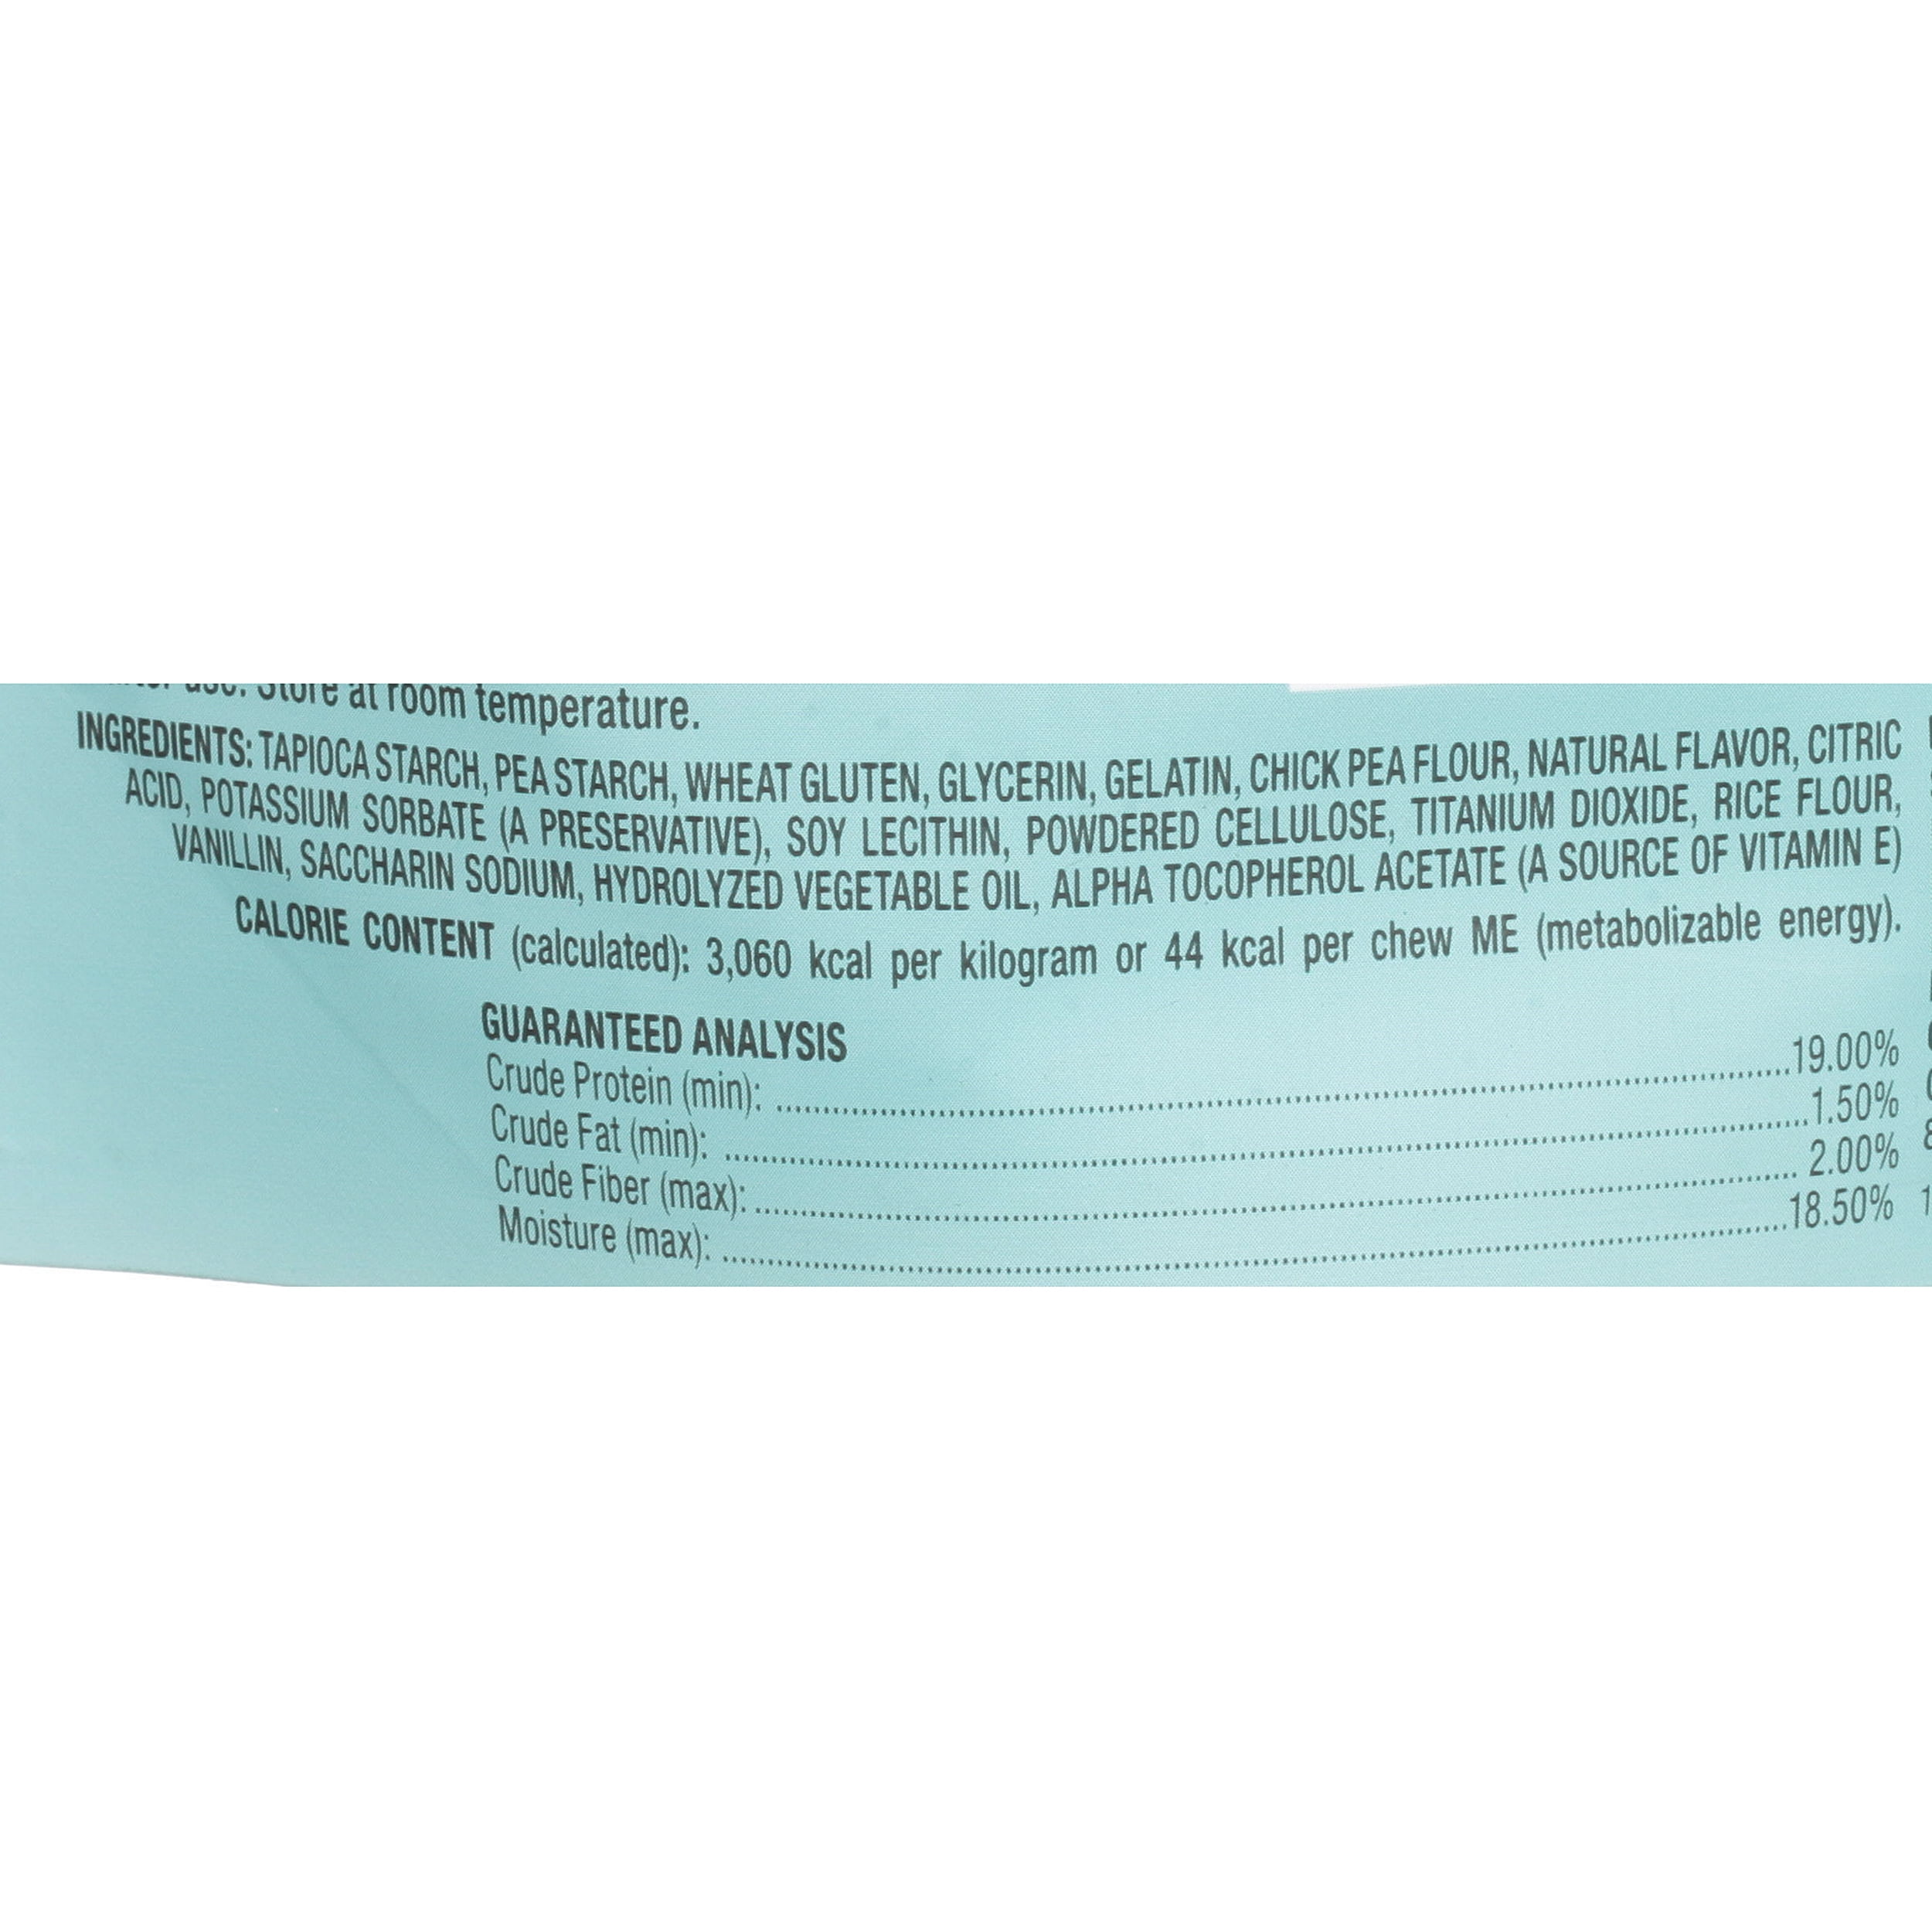 use. Store at room temperature.
INGREDIENTS: TAPIOCA STARCH, PEA STARCH, WHEAT GLUTEN, GLYCERIN, GELATIN, CHICK PEA FLOUR, NATURAL FLAVOR, CITRIC
ACID, POTASSIUM SORBATE (A PRESERVATIVE), SOY LECITHIN, POWDERED CELLULOSE, TITANIUM DIOXIDE, RICE FLOUR,
VANILLIN, SACCHARIN SODIUM, HYDROLYZED VEGETABLE OIL, ALPHA TOCOPHEROL ACETATE (A SOURCE OF VITAMIN E)
CALORIE CONTENT (calculated): 3,060 kcal per kilogram or 44 kcal per chew ME (metabolizable energy).
GUARANTEED ANALYSIS
Crude Protein (min): ........ 19.00%
Crude Fat (min): ........ 1.50%
Crude Fiber (max): ........ 2.00%
Moisture (max): ........ 18.50%